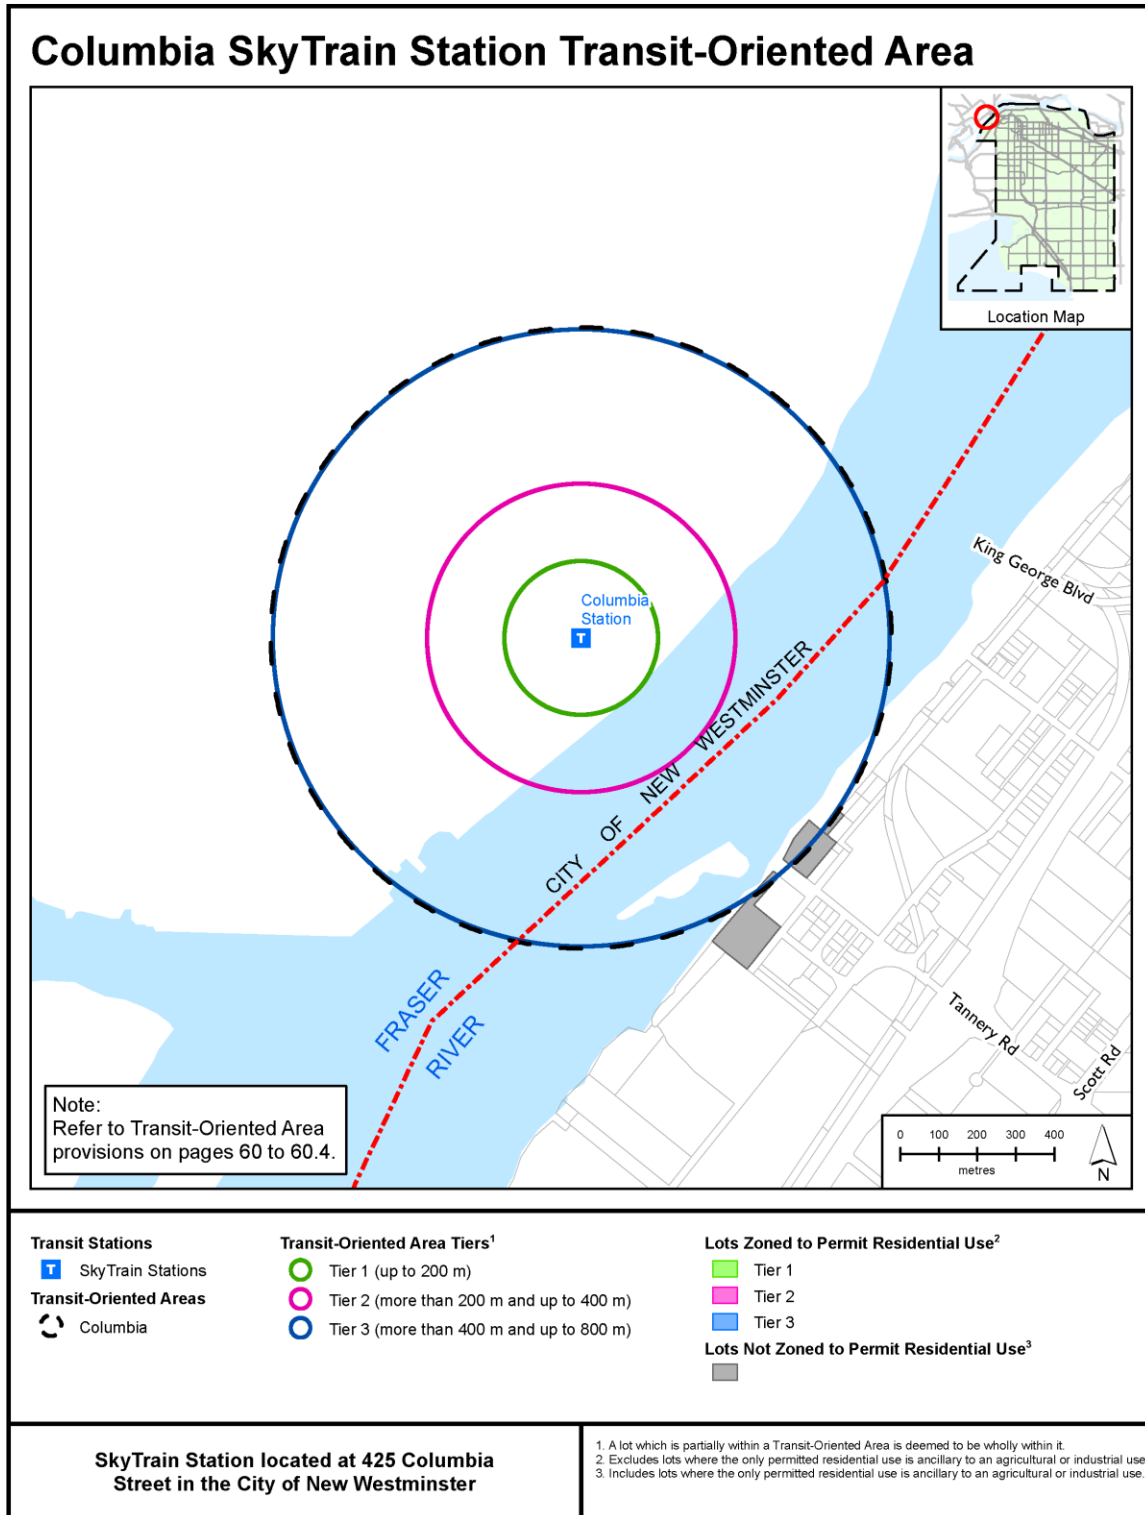 Columbia SkyTrain Station Transit-Oriented Area
Location Map
King George Blvd
Columbia
Station
T
CITY OF NEW WESTMINSTER
FRASER
RIVER
Tannery Rd
Scott Rd
Note:
Refer to Transit-Oriented Area
provisions on pages 60 to 60.4.
0 100 200 300 400
metres
N
Transit Stations
T SkyTrain Stations
Transit-Oriented Areas
Columbia
Transit-Oriented Area Tiers¹
Tier 1 (up to 200 m)
Tier 2 (more than 200 m and up to 400 m)
Tier 3 (more than 400 m and up to 800 m)
Lots Zoned to Permit Residential Use²
Tier 1
Tier 2
Tier 3
Lots Not Zoned to Permit Residential Use³
SkyTrain Station located at 425 Columbia
Street in the City of New Westminster
1. A lot which is partially within a Transit-Oriented Area is deemed to be wholly within it.
2. Excludes lots where the only permitted residential use is ancillary to an agricultural or industrial use
3. Includes lots where the only permitted residential use is ancillary to an agricultural or industrial use.